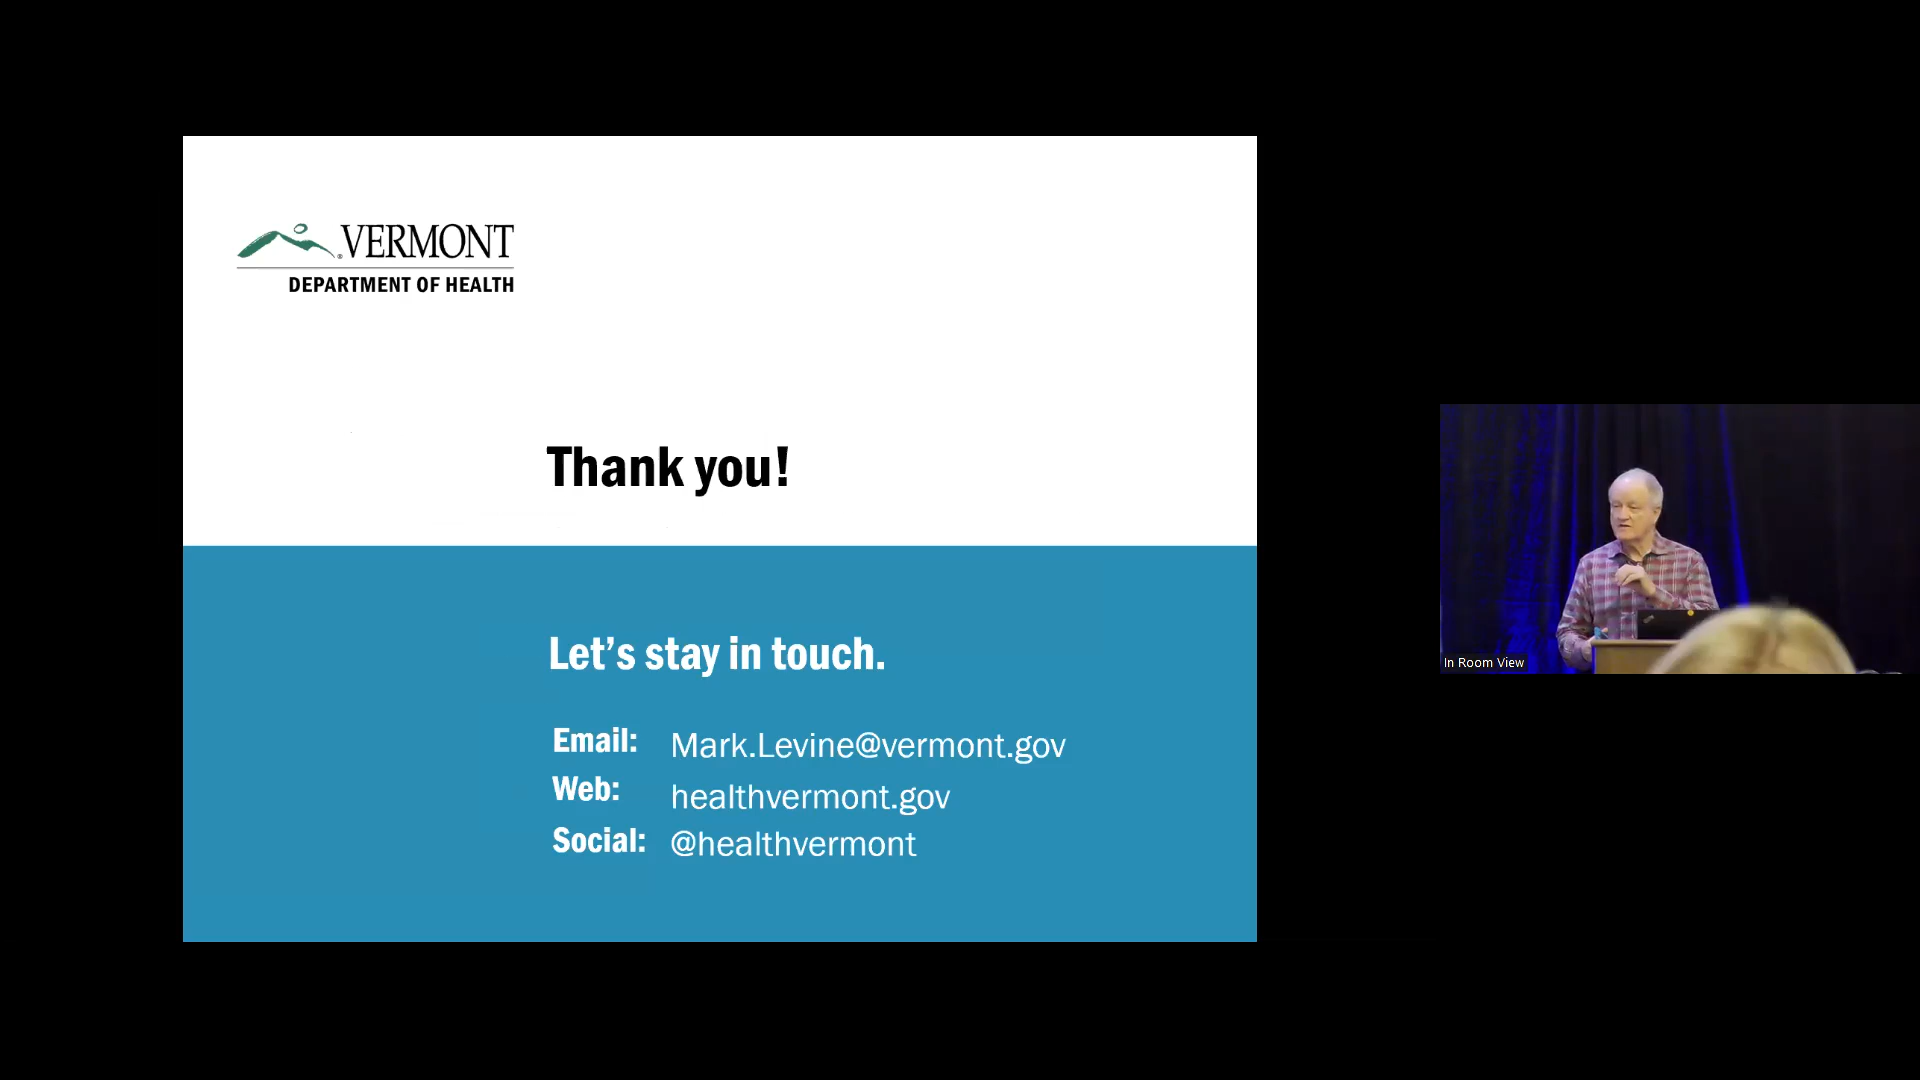 VERMONT
DEPARTMENT OF HEALTH
Thank you!
Let’s stay in touch.
Email: Mark.Levine@vermont.gov
Web: healthvermont.gov
Social: @healthvermont
In Room View